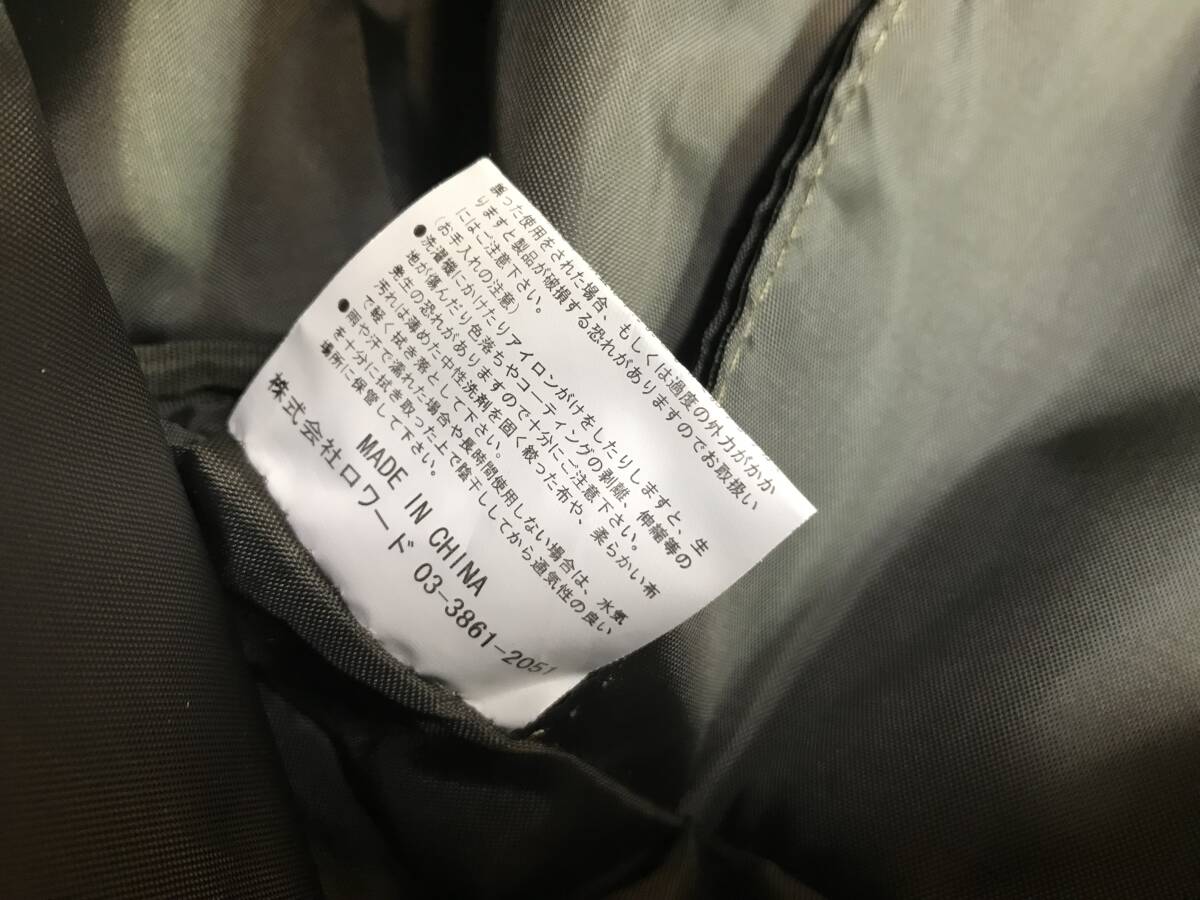 誤った使用をされた場合、もしくは過度の外力がかか
りますと製品が破損する恐れがありますのでお取扱い
にはご注意下さい。
(お手入れの注意)
●洗濯機にかけたりアイロンがけをしたりしますと、生
地が傷んだり色落ちやコーティングの剥離、伸縮等の
発生の恐れがありますので十分にご注意下さい。
汚れは薄めた中性洗剤を固く絞った布や、柔らかい布
で軽く拭き落として下さい。
●雨や汗で濡れた場合や長時間使用しない場合は、水気
を十分に拭き取った上で陰干ししてから通気性の良い
場所に保管して下さい。
MADE IN CHINA
株式会社ロワード 03-3861-2051